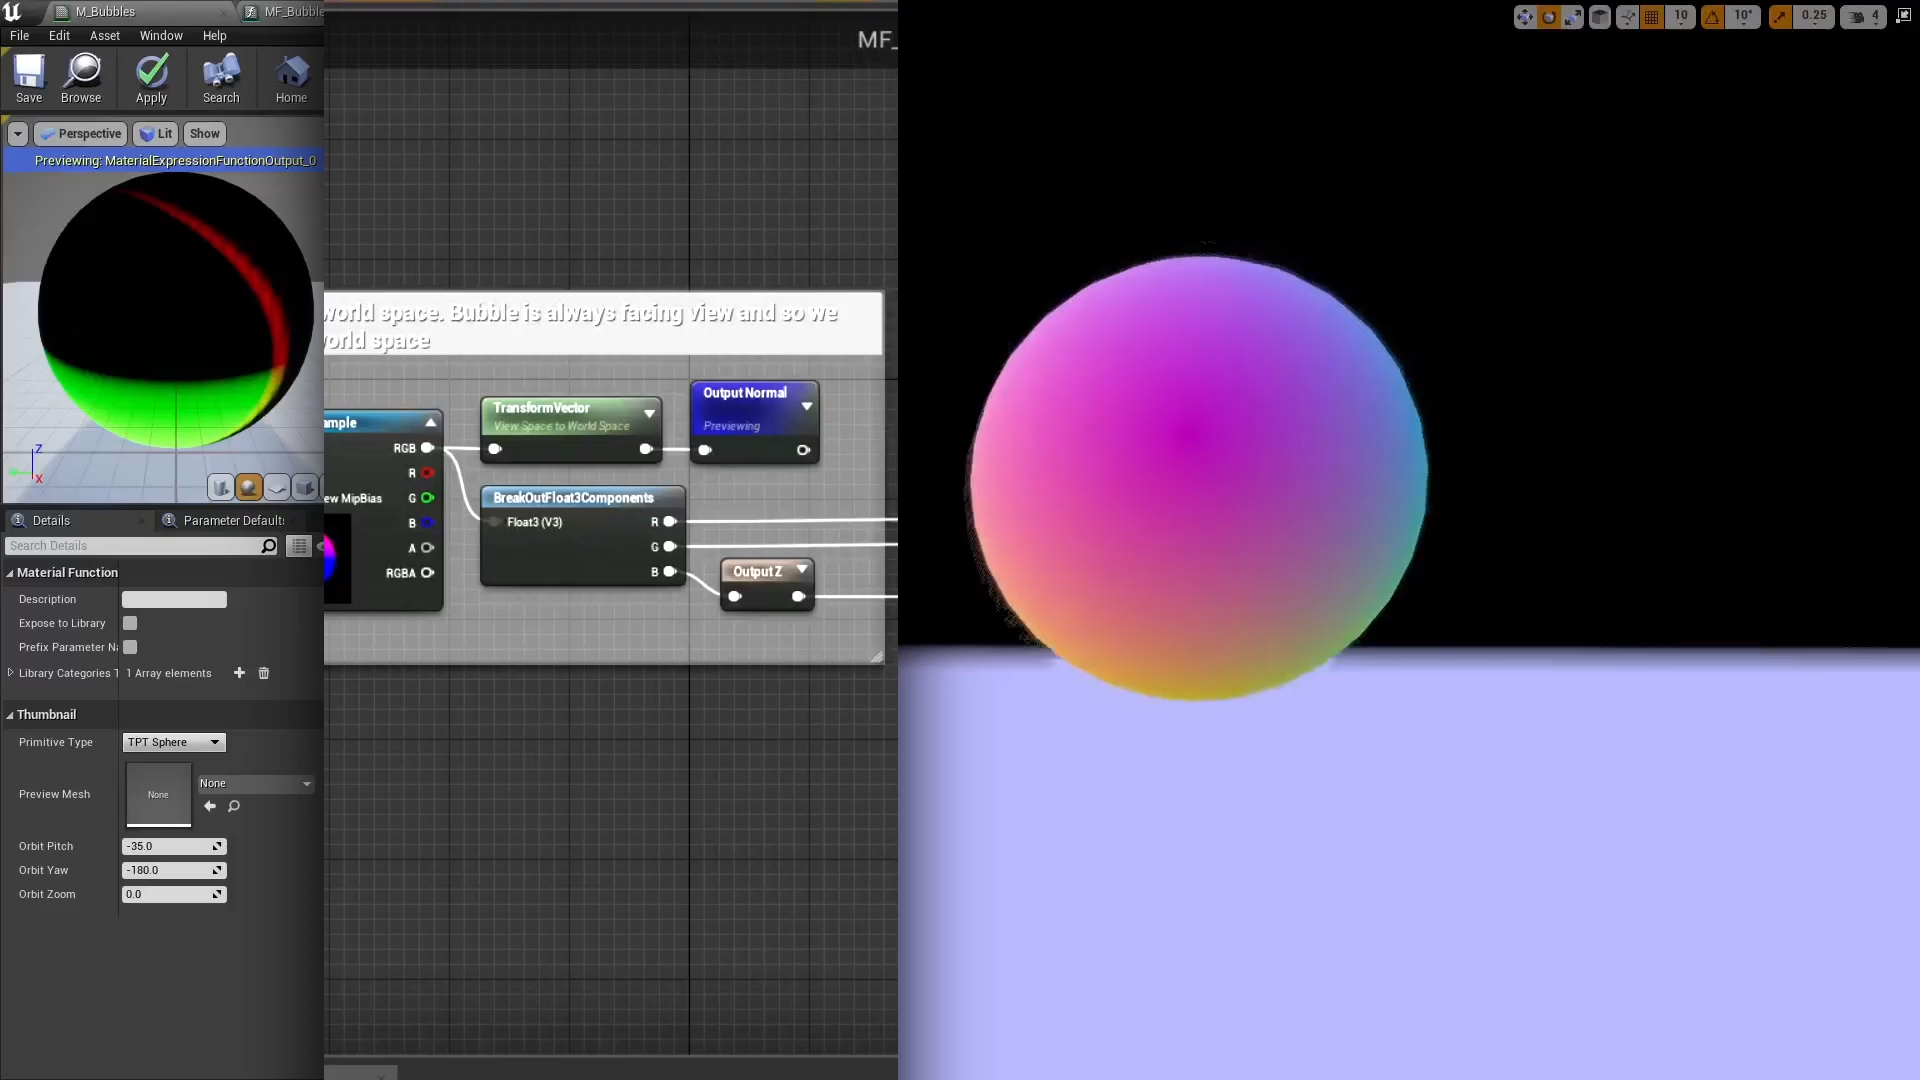 M_Bubbles
MF_Bubble
File Edit Asset Window Help
Save Browse Apply Search Home
Perspective Lit Show
Previewing: MaterialExpressionFunctionOutput_0
Z
X
Details Parameter Default
Search Details
Material Function
Description
Expose to Library
Prefix Parameter Na
Library Categories T 1 Array elements
Thumbnail
Primitive Type TPT Sphere
Preview Mesh None None
Orbit Pitch -35.0
Orbit Yaw -180.0
Orbit Zoom 0.0
MF_
world space. Bubble is always facing view and so we
world space
ample
RGB
R
ew MipBias G
B
A
RGBA
TransformVector
View Space to World Space
Output Normal
Previewing
BreakOutFloat3Components
Float3 (V3) R
G
B
Output Z
10 10° 0.25 4